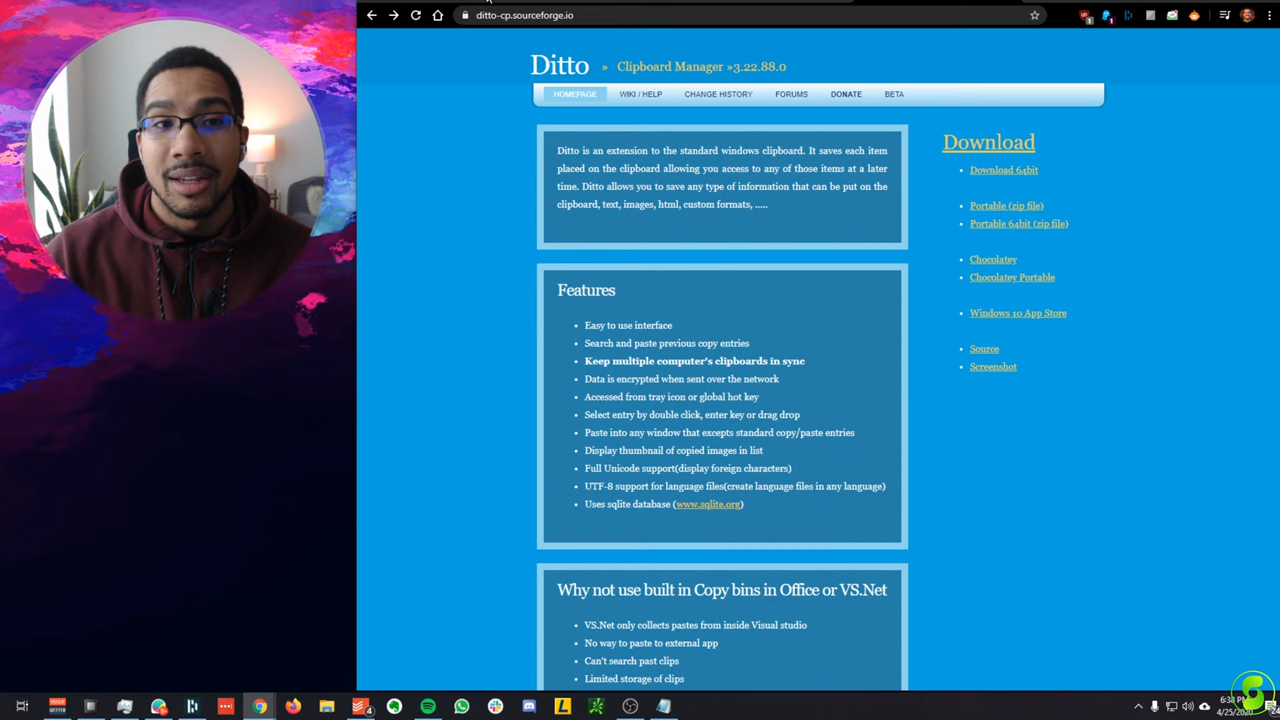 ditto-cp.sourceforge.io
Ditto » Clipboard Manager »3.22.88.0
HOMEPAGE WIKI / HELP CHANGE HISTORY FORUMS DONATE BETA
Ditto is an extension to the standard windows clipboard. It saves each item
placed on the clipboard allowing you access to any of those items at a later
time. Ditto allows you to save any type of information that can be put on the
clipboard, text, images, html, custom formats, .....
Download
• Download 64bit
• Portable (zip file)
• Portable 64bit (zip file)
• Chocolatey
• Chocolatey Portable
• Windows 10 App Store
• Source
• Screenshot
Features
• Easy to use interface
• Search and paste previous copy entries
• Keep multiple computer's clipboards in sync
• Data is encrypted when sent over the network
• Accessed from tray icon or global hot key
• Select entry by double click, enter key or drag drop
• Paste into any window that excepts standard copy/paste entries
• Display thumbnail of copied images in list
• Full Unicode support(display foreign characters)
• UTF-8 support for language files(create language files in any language)
• Uses sqlite database (www.sqlite.org)
Why not use built in Copy bins in Office or VS.Net
• VS.Net only collects pastes from inside Visual studio
• No way to paste to external app
• Can't search past clips
• Limited storage of clips
4/25/2020